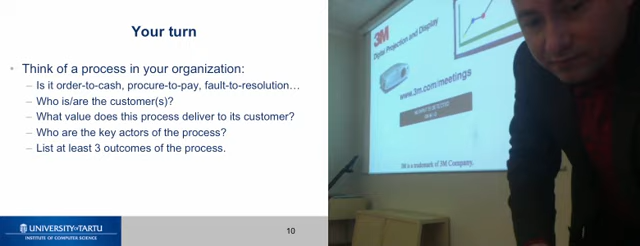 Your turn
• Think of a process in your organization:
– Is it order-to-cash, procure-to-pay, fault-to-resolution…
– Who is/are the customer(s)?
– What value does this process deliver to its customer?
– Who are the key actors of the process?
– List at least 3 outcomes of the process.
UNIVERSITY OF TARTU
INSTITUTE OF COMPUTER SCIENCE
10
3M
Digital Projection and Display
www.3m.com/meetings
3M is a trademark of 3M Company.